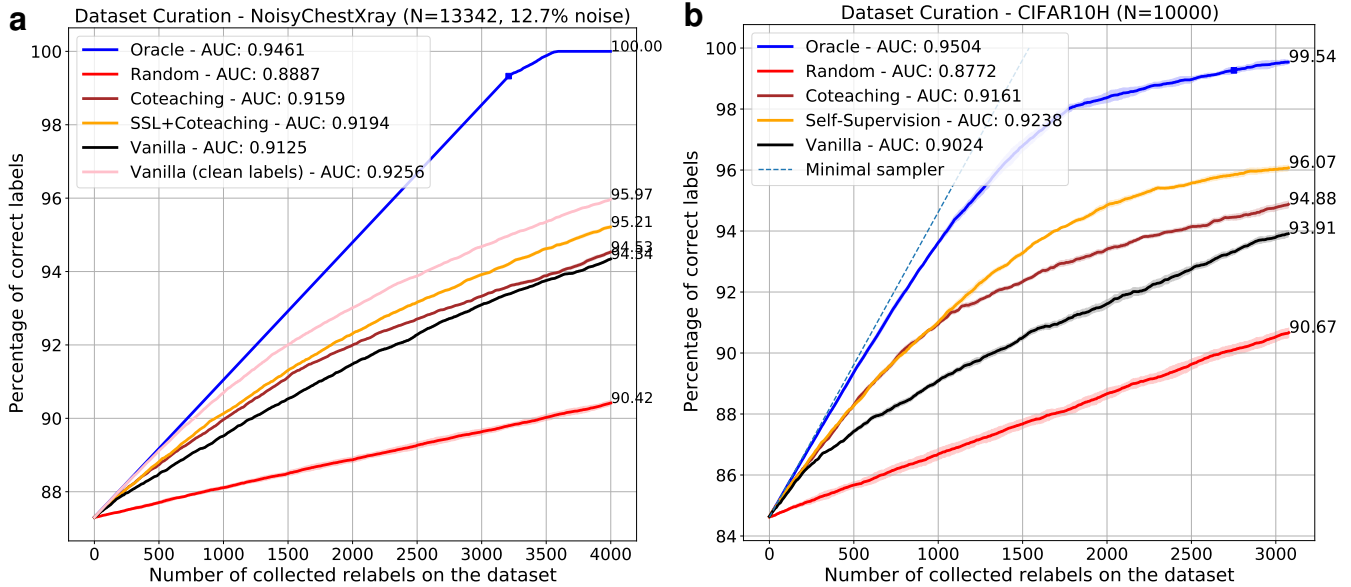 a
Dataset Curation - NoisyChestXray (N=13342, 12.7% noise)
Percentage of correct labels
100
98
96
94
92
90
88
Oracle - AUC: 0.9461
Random - AUC: 0.8887
Coteaching - AUC: 0.9159
SSL+Coteaching - AUC: 0.9194
Vanilla - AUC: 0.9125
Vanilla (clean labels) - AUC: 0.9256
100.00
95.97
95.21
94.53
94.34
90.42
0 500 1000 1500 2000 2500 3000 3500 4000
Number of collected relabels on the dataset
b
Dataset Curation - CIFAR10H (N=10000)
Percentage of correct labels
100
98
96
94
92
90
88
86
84
Oracle - AUC: 0.9504
Random - AUC: 0.8772
Coteaching - AUC: 0.9161
Self-Supervision - AUC: 0.9238
Vanilla - AUC: 0.9024
Minimal sampler
99.54
96.07
94.88
93.91
90.67
0 500 1000 1500 2000 2500 3000
Number of collected relabels on the dataset